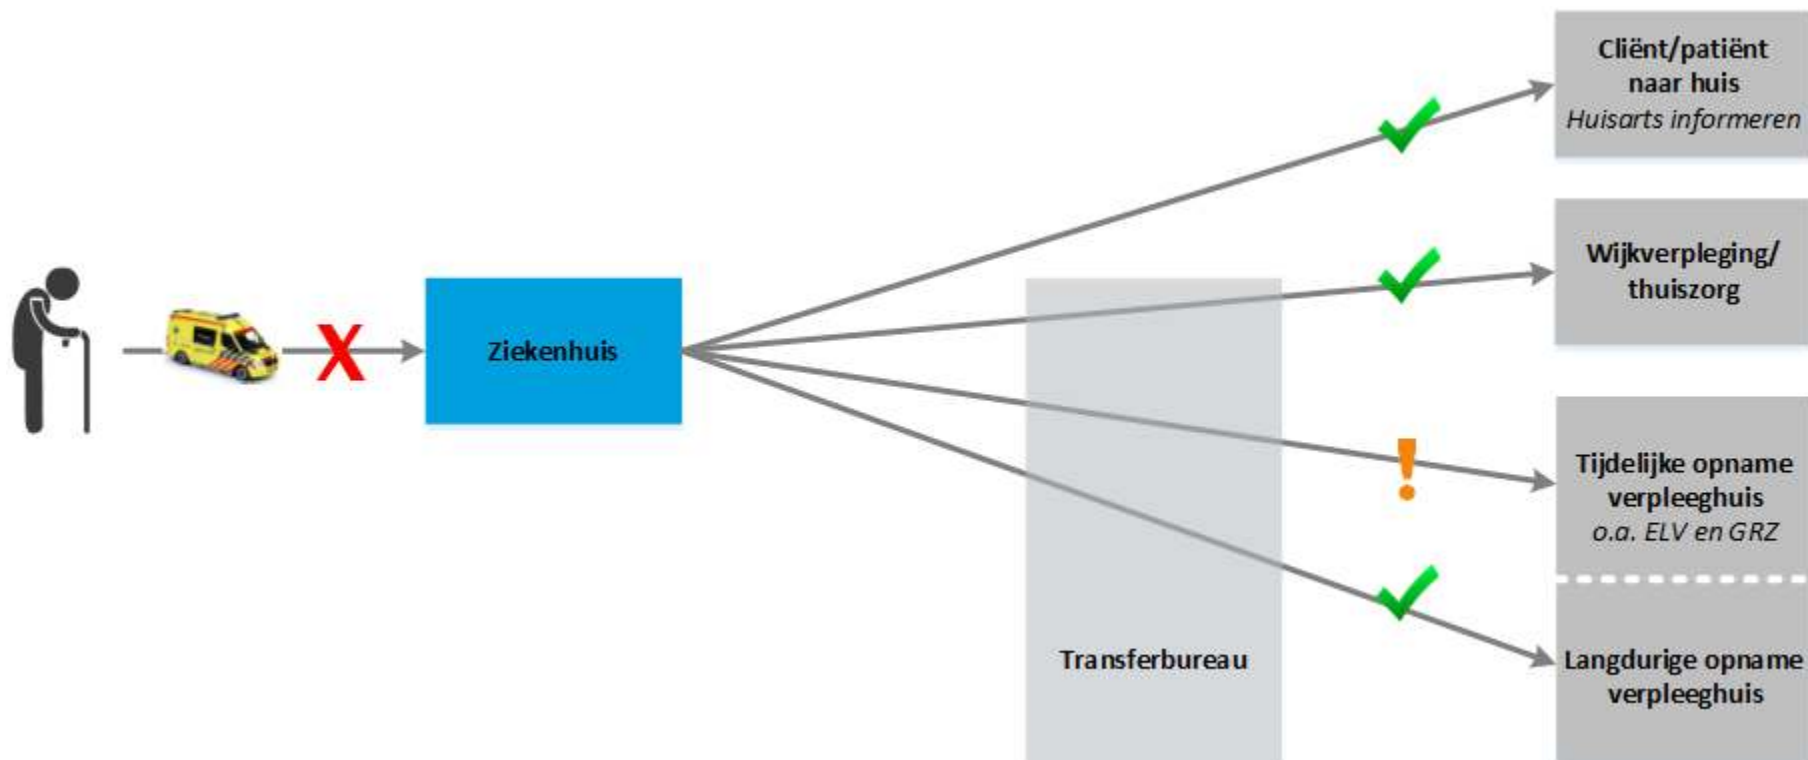 Cliënt/patiënt
naar huis
Huisarts informeren
Wijkverpleging/
thuiszorg
X
Ziekenhuis
Tijdelijke opname
verpleeghuis
o.a. ELV en GRZ
!
Transferbureau
Langdurige opname
verpleeghuis